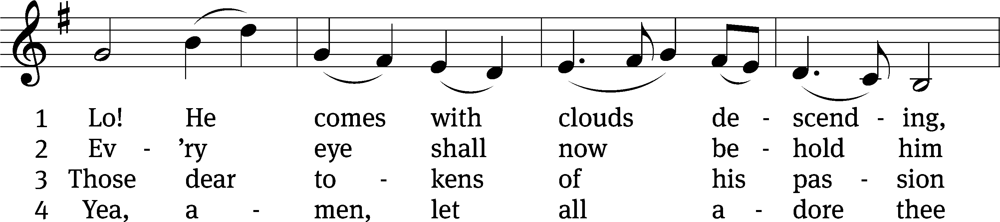 1 Lo! He comes with clouds de - scend - ing,
2 Ev - ’ry eye shall now be - hold him
3 Those dear to - kens of his pas - sion
4 Yea, a - men, let all a - dore thee